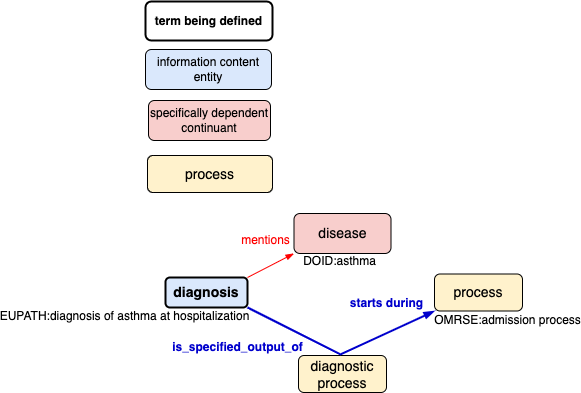 term being defined
information content
entity
specifically dependent
continuant
process
disease
mentions
DOID:asthma
diagnosis
process
EUPATH:diagnosis of asthma at hospitalization
starts during
OMRSE:admission process
is_specified_output_of
diagnostic
process